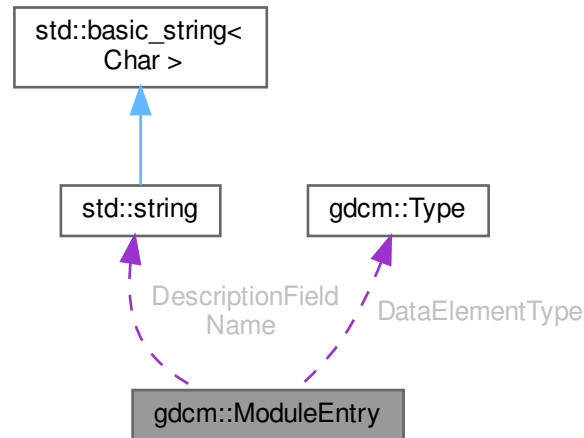 std::basic_string<
Char >
std::string
gdcm::Type
DescriptionField
Name
DataElementType
gdcm::ModuleEntry